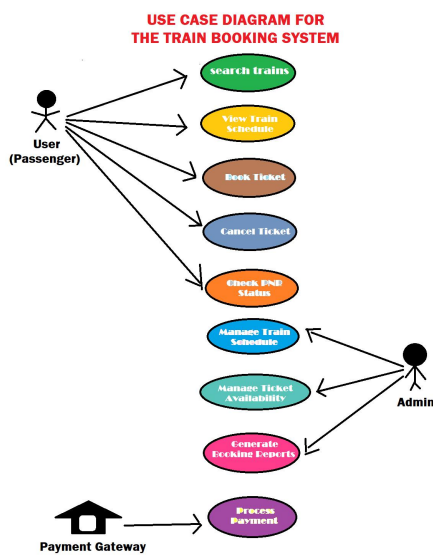 USE CASE DIAGRAM FOR
THE TRAIN BOOKING SYSTEM
search trains
User
(Passenger)
View Train
Schedule
Book Ticket
Cancel Ticket
Check PNR
Status
Manage Train
Schedule
Manage Ticket
Availability
Admin
Generate
Booking Reports
Process
Payment
Payment Gateway